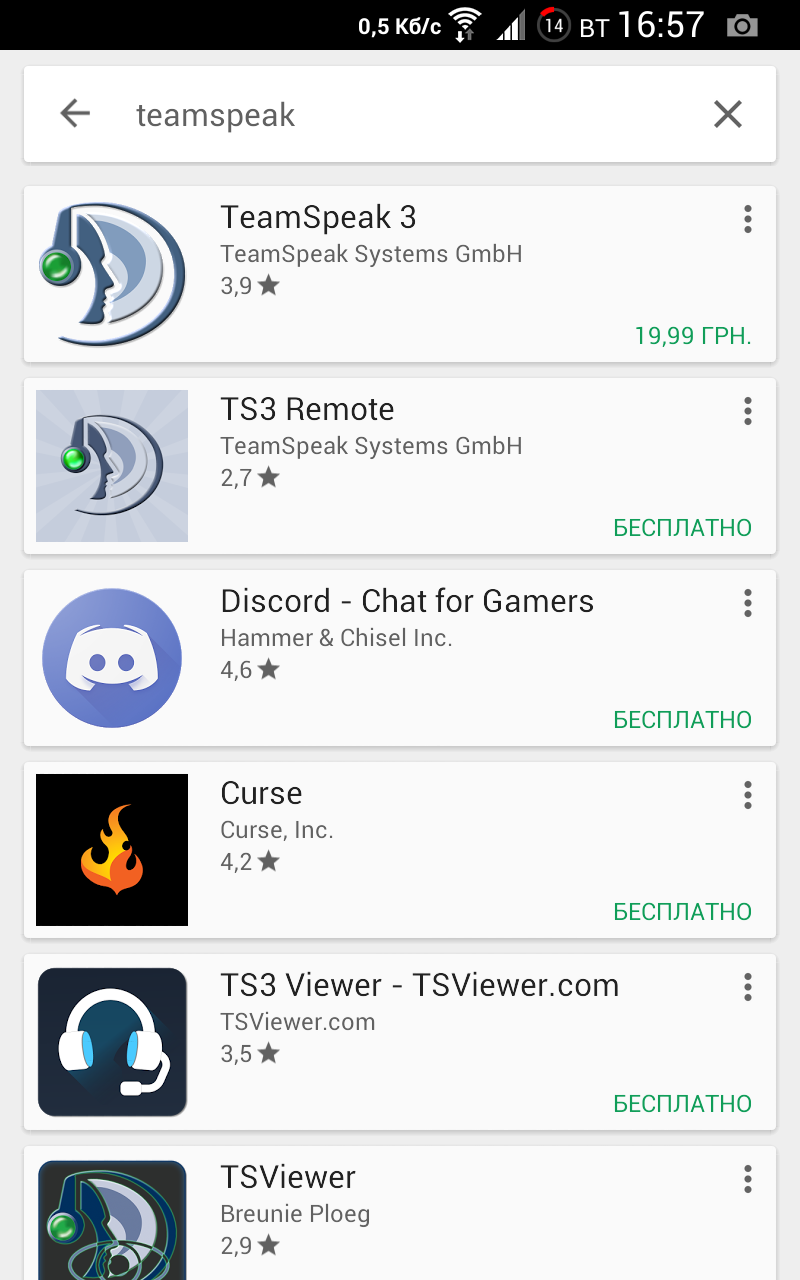 0,5 Кб/с 14 ВТ 16:57
teamspeak
TeamSpeak 3
TeamSpeak Systems GmbH
3,9
19,99 ГРН.
TS3 Remote
TeamSpeak Systems GmbH
2,7
БЕСПЛАТНО
Discord - Chat for Gamers
Hammer & Chisel Inc.
4,6
БЕСПЛАТНО
Curse
Curse, Inc.
4,2
БЕСПЛАТНО
TS3 Viewer - TSViewer.com
TSViewer.com
3,5
БЕСПЛАТНО
TSViewer
Breunie Ploeg
2,9